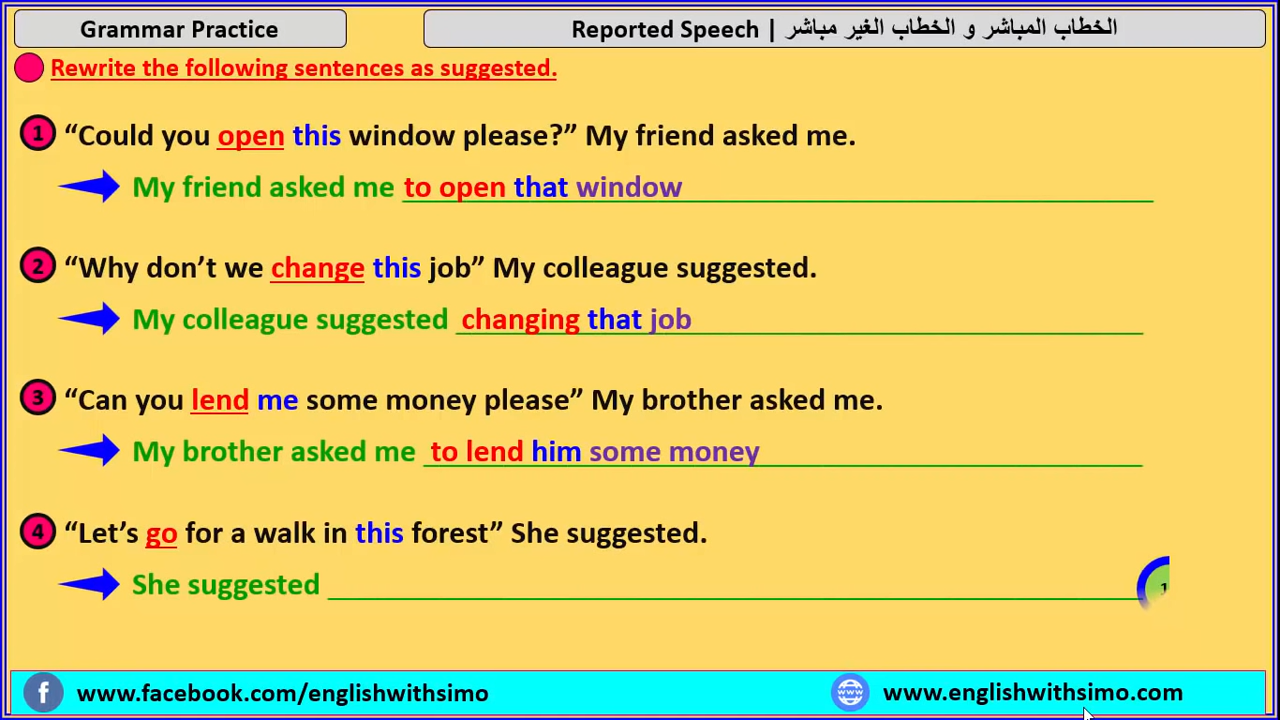 Grammar Practice
Reported Speech | الخطاب المباشر و الخطاب الغير مباشر
Rewrite the following sentences as suggested.
1 “Could you open this window please?” My friend asked me.
My friend asked me to open that window
2 “Why don’t we change this job” My colleague suggested.
My colleague suggested changing that job
3 “Can you lend me some money please” My brother asked me.
My brother asked me to lend him some money
4 “Let’s go for a walk in this forest” She suggested.
She suggested
www.facebook.com/englishwithsimo
www.englishwithsimo.com